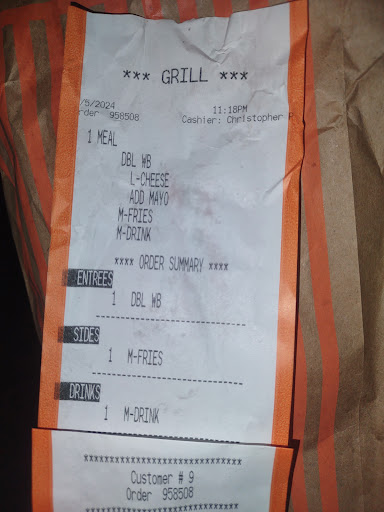 *** GRILL ***
/5/2024 11:18PM
rder 958508 Cashier: Christopher
1 MEAL
DBL WB
L-CHEESE
ADD MAYO
M-FRIES
M-DRINK
**** ORDER SUMMARY ****
ENTREES
1 DBL WB
SIDES
1 M-FRIES
DRINKS
1 M-DRINK
Customer # 9
Order 958508